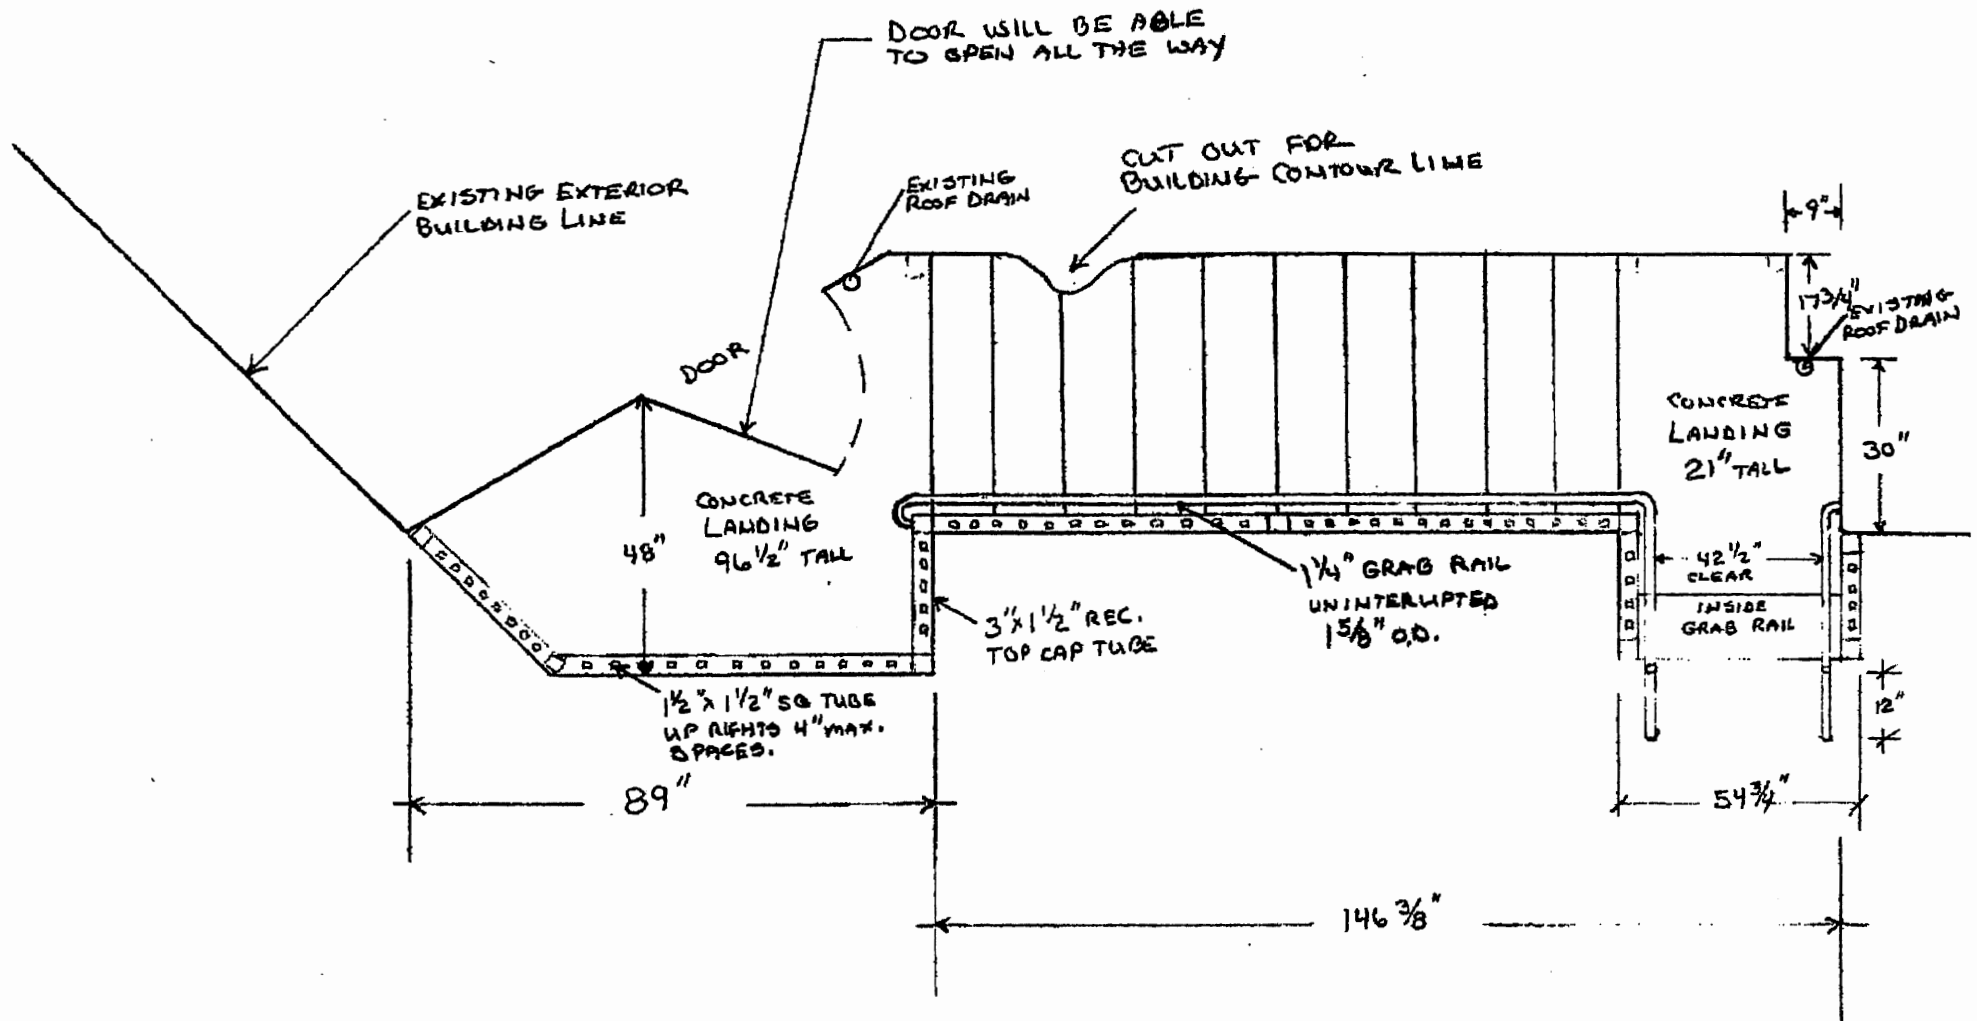 DOOR WILL BE ABLE
TO OPEN ALL THE WAY
CUT OUT FOR
BUILDING CONTOUR LINE
EXISTING
ROOF DRAIN
EXISTING EXTERIOR
BUILDING LINE
9"
17 3/4"
EXISTING
ROOF DRAIN
DOOR
CONCRETE
LANDING
21" TALL
30"
CONCRETE
LANDING
96 1/2" TALL
48"
42 1/2"
CLEAR
INSIDE
GRAB RAIL
1 1/4" GRAB RAIL
UNINTERUPTED
1 5/8" O.D.
3" x 1 1/2" REC.
TOP CAP TUBE
1 1/2" x 1 1/2" SQ TUBE
UP RIGHTS 4" MAX.
SPACES.
12"
89"
54 3/4"
146 3/8"